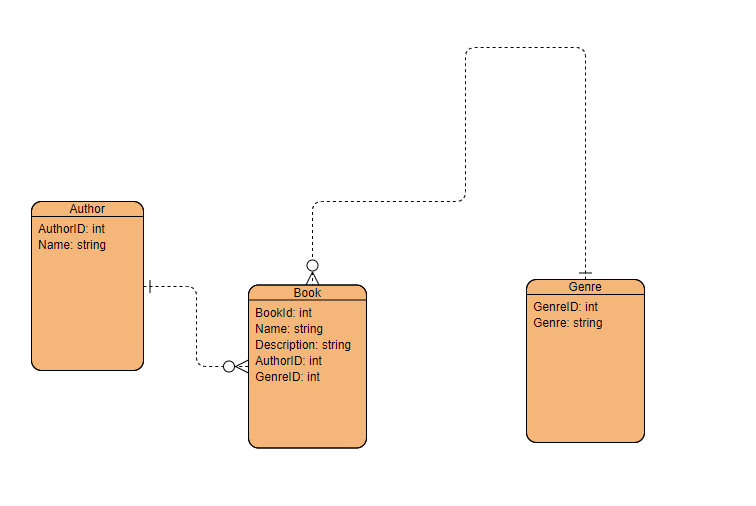 Author
AuthorID: int
Name: string
Book
BookId: int
Name: string
Description: string
AuthorID: int
GenreID: int
Genre
GenreID: int
Genre: string